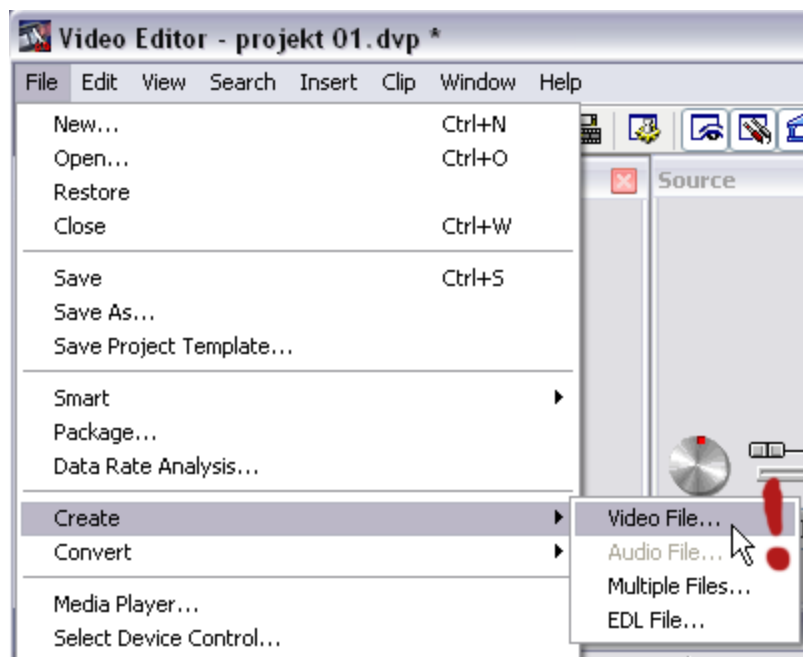 Video Editor - projekt 01.dvp *
File Edit View Search Insert Clip Window Help
New... Ctrl+N
Open... Ctrl+O
Restore
Close Ctrl+W
Source
Save Ctrl+S
Save As...
Save Project Template...
Smart
Package...
Data Rate Analysis...
Create
Convert
Video File...
Audio File...
Multiple Files...
EDL File...
Media Player...
Select Device Control...